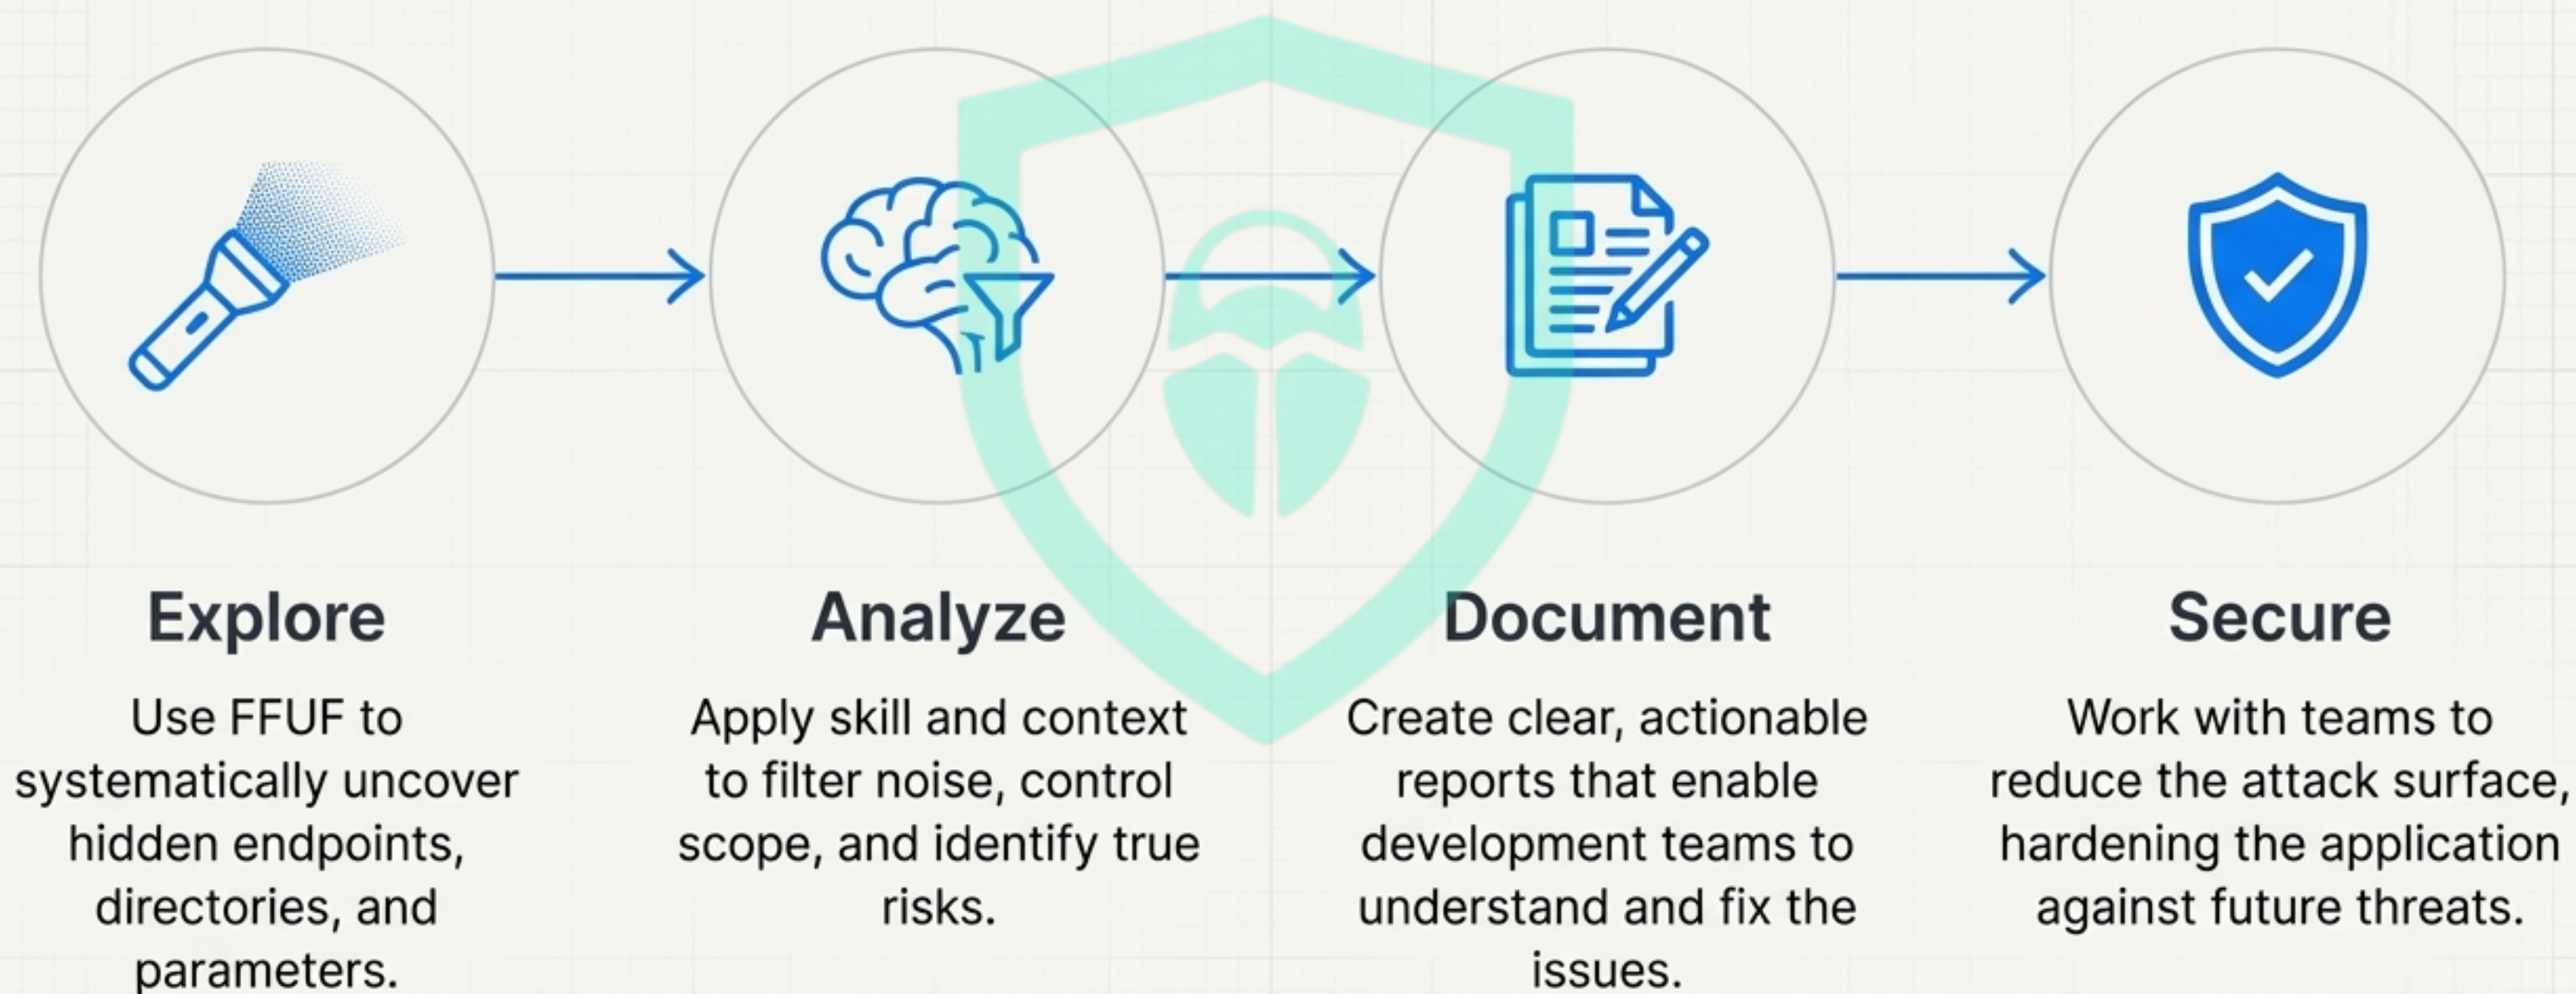 Explore
Use FFUF to
systematically uncover
hidden endpoints,
directories, and
parameters.
Analyze
Apply skill and context
to filter noise, control
scope, and identify true
risks.
Document
Create clear, actionable
reports that enable
development teams to
understand and fix the
issues.
Secure
Work with teams to
reduce the attack surface,
hardening the application
against future threats.